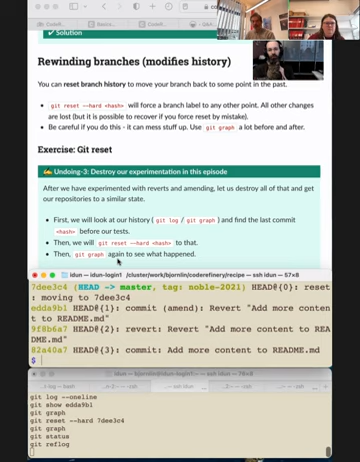 ✔ Solution
Rewinding branches (modifies history)
You can reset branch history to move your branch back to some point in the past.
• git reset --hard <hash> will force a branch label to any other point. All other changes
are lost (but it is possible to recover if you force reset by mistake).
• Be careful if you do this - it can mess stuff up. Use git graph a lot before and after.
Exercise: Git reset
Undoing-3: Destroy our experimentation in this episode
After we have experimented with reverts and amending, let us destroy all of that and get
our repositories to a similar state.
• First, we will look at our history ( git log / git graph ) and find the last commit
<hash> before our tests.
• Then, we will git reset --hard <hash> to that.
• Then, git graph again to see what happened.
idun — idun-login1: /cluster/work/bjornlin/coderefinery/recipe — ssh idun — 57×8
7dee3c4 (HEAD -> master, tag: noble-2021) HEAD@{0}: reset
: moving to 7dee3c4
edda9b1 HEAD@{1}: commit (amend): Revert "Add more conten
t to README.md"
9f8b6a7 HEAD@{2}: revert: Revert "Add more content to REA
DME.md"
82a40a7 HEAD@{3}: commit: Add more content to README.md
$
git log --oneline
git show edda9b1
git graph
git reset --hard 7dee3c4
git graph
git status
git reflog